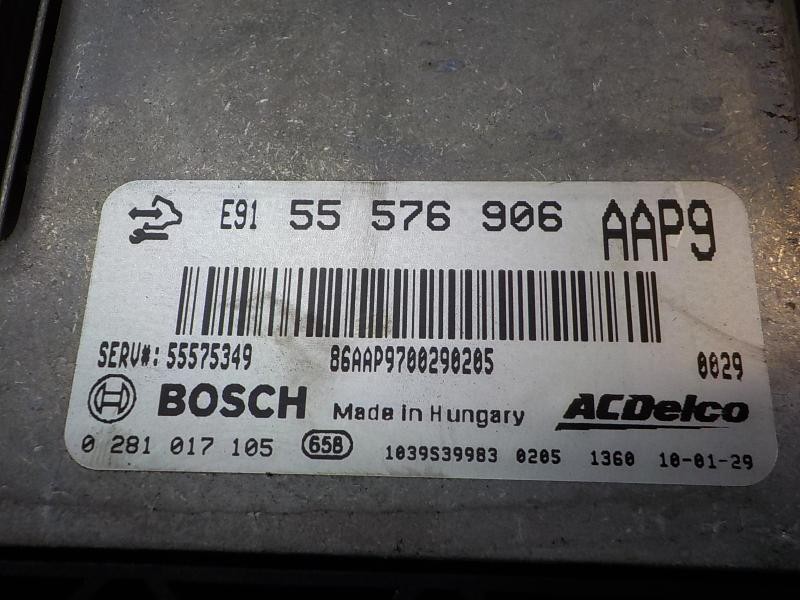 E91 55 576 906 AAP9
SERV#: 55575349 86AAP9700290205 0029
BOSCH Made in Hungary ACDelco
0 281 017 105 65B 1039S39983 0205 1360 10-01-29